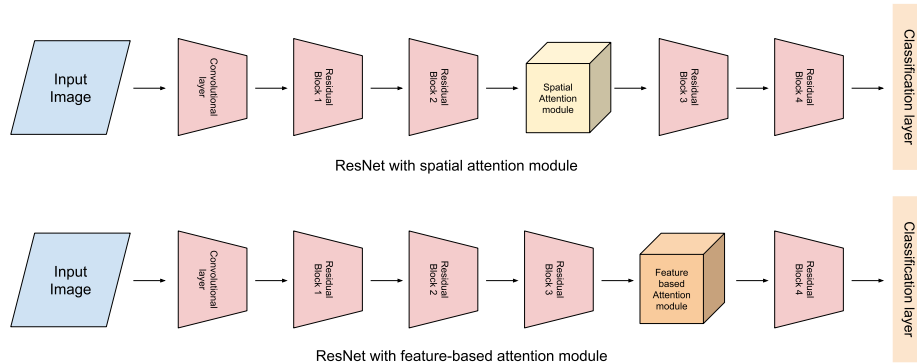 Input
Image
Convolutional
layer
Residual
Block 1
Residual
Block 2
Spatial
Attention
module
Residual
Block 3
Residual
Block 4
Classification layer
ResNet with spatial attention module
Input
Image
Convolutional
layer
Residual
Block 1
Residual
Block 2
Residual
Block 3
Feature
based
Attention
module
Residual
Block 4
Classification layer
ResNet with feature-based attention module